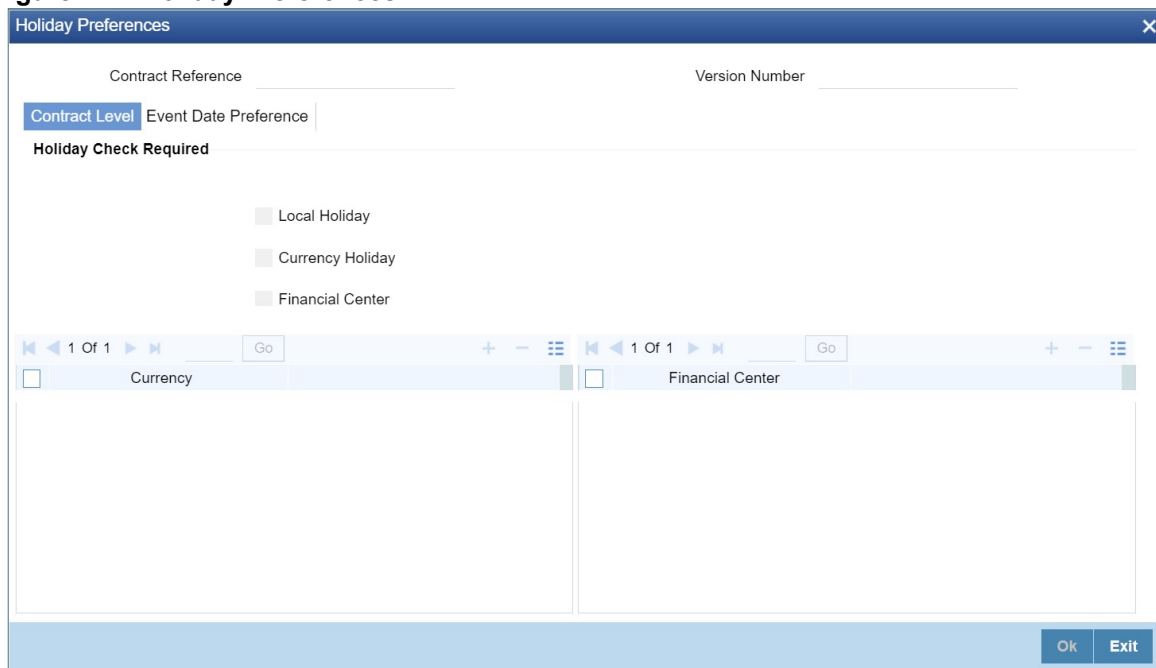 Holiday Preferences
Contract Reference
Version Number
Contract Level Event Date Preference
Holiday Check Required
Local Holiday
Currency Holiday
Financial Center
1 Of 1 Go
1 Of 1 Go
Currency
Financial Center
Ok Exit